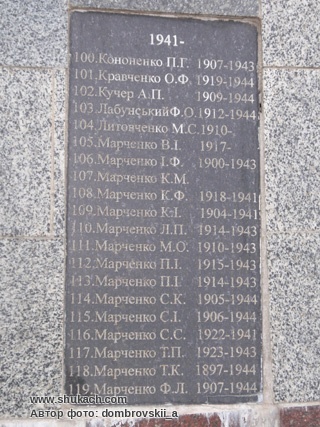 1941-
100.Кононенко П.Г. 1907-1943
101.Кравченко О.Ф. 1919-1944
102.Кучер А.П. 1909-1944
103.Лабунський Ф.О. 1912-1944
104.Литовченко М.С. 1910-
105.Марченко В.І. 1917-
106.Марченко І.Ф. 1900-1943
107.Марченко К.М.
108.Марченко К.Ф. 1918-1941
109.Марченко К.І. 1904-1941
110.Марченко Л.П. 1914-1943
111.Марченко М.О. 1910-1943
112.Марченко П.І. 1915-1943
113.Марченко П.І. 1914-1943
114.Марченко С.К. 1905-1944
115.Марченко С.І. 1906-1944
116.Марченко С.С. 1922-1941
117.Марченко Т.П. 1923-1943
118.Марченко Т.К. 1897-1944
119.Марченко Ф.Л. 1907-1944
www.shukach.com
Автор фото: dombrovskii_a